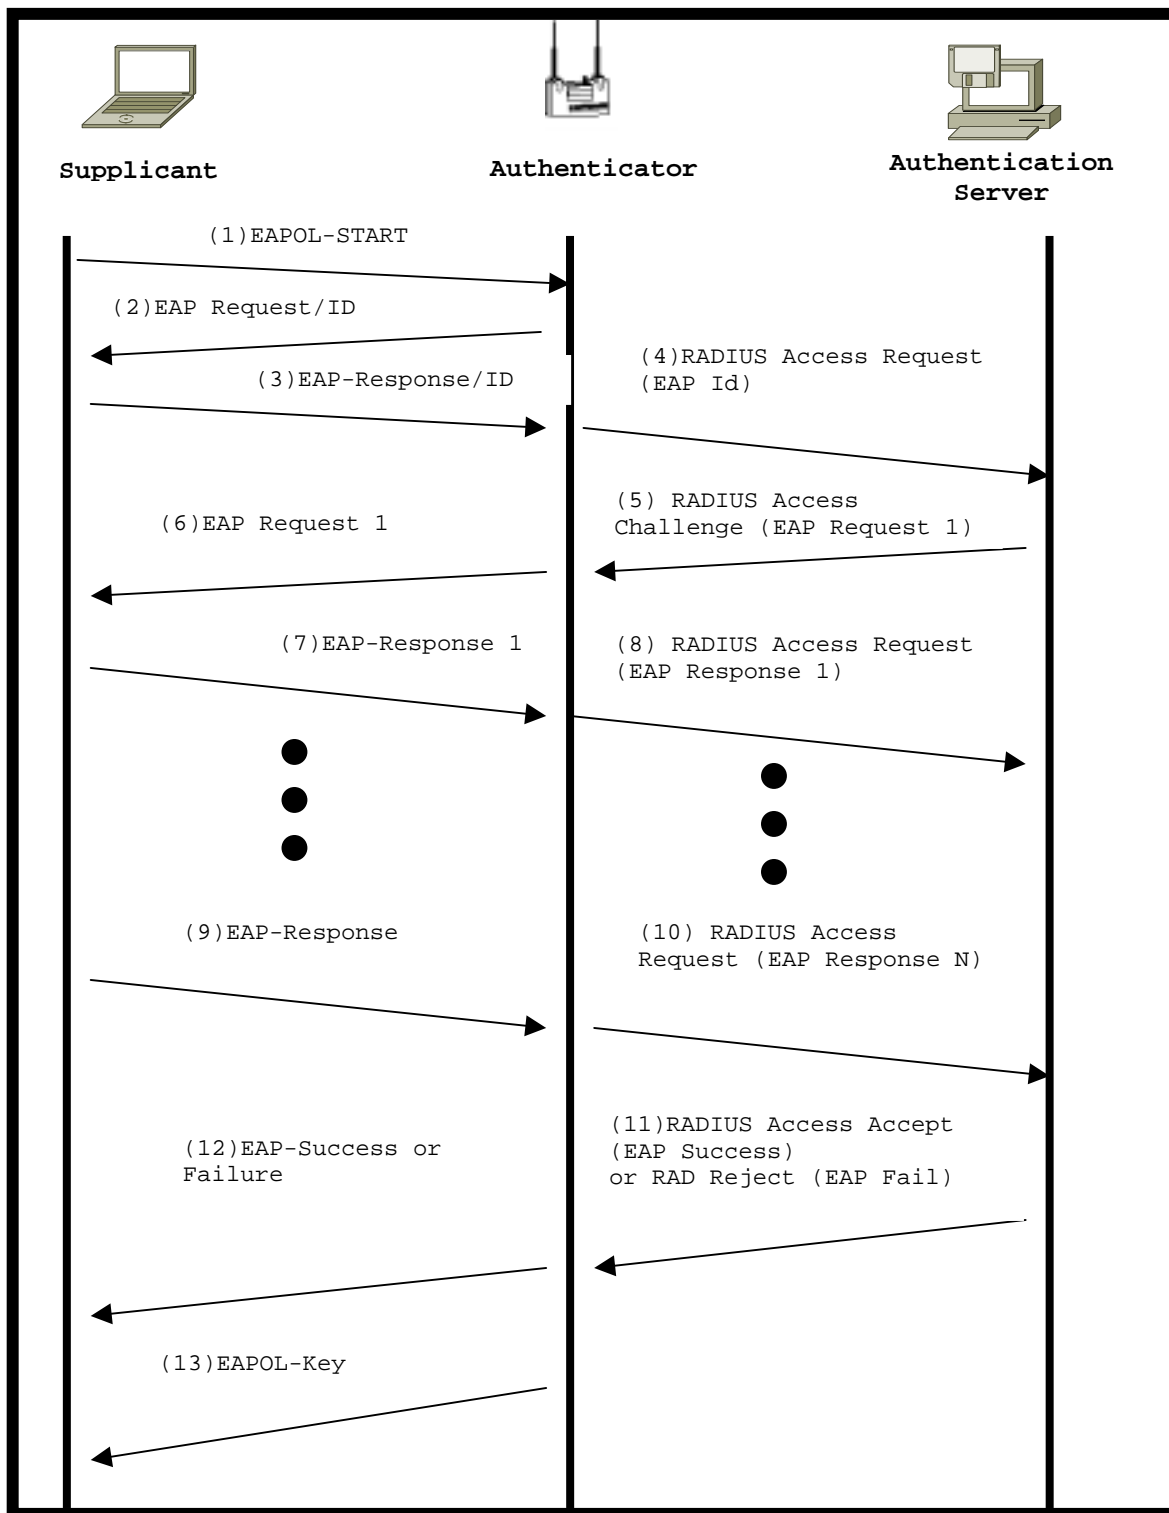 Supplicant
Authenticator
Authentication
Server
(1)EAPOL-START
(2)EAP Request/ID
(3)EAP-Response/ID
(4)RADIUS Access Request
(EAP Id)
(5) RADIUS Access
Challenge (EAP Request 1)
(6)EAP Request 1
(7)EAP-Response 1
(8) RADIUS Access Request
(EAP Response 1)
(9)EAP-Response
(10) RADIUS Access
Request (EAP Response N)
(11)RADIUS Access Accept
(EAP Success)
or RAD Reject (EAP Fail)
(12)EAP-Success or
Failure
(13)EAPOL-Key